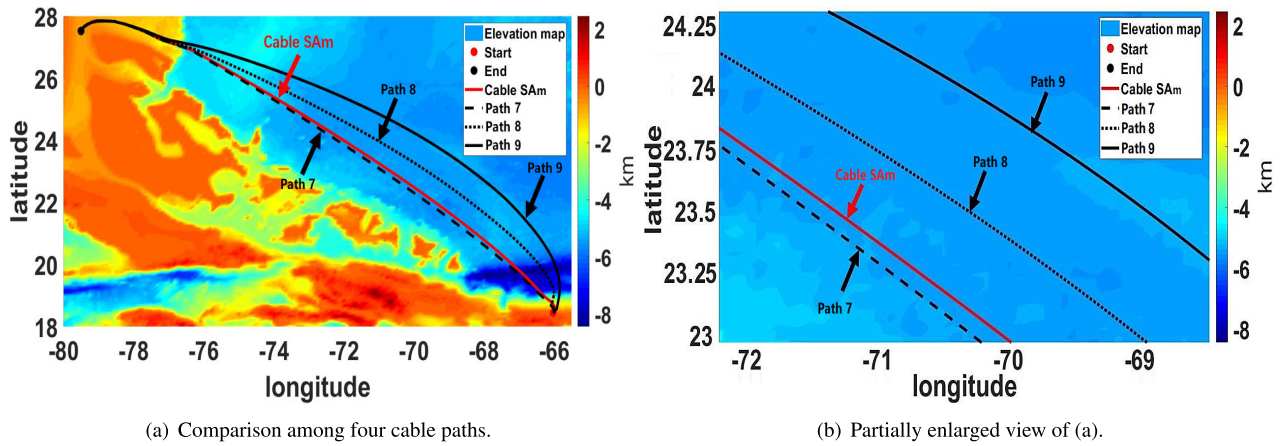 28
26
24
22
20
18
latitude
-80
-78
-76
-74
-72
-70
-68
-66
longitude
Cable SAm
Path 8
Path 9
Path 7
Elevation map
Start
End
Cable SAm
Path 7
Path 8
Path 9
2
0
-2
-4
-6
-8
km
(a) Comparison among four cable paths.
24.25
24
23.75
23.5
23.25
23
latitude
-72
-71
-70
-69
longitude
Path 9
Path 8
Cable SAm
Path 7
Elevation map
Start
End
Cable SAm
Path 7
Path 8
Path 9
2
0
-2
-4
-6
-8
km
(b) Partially enlarged view of (a).